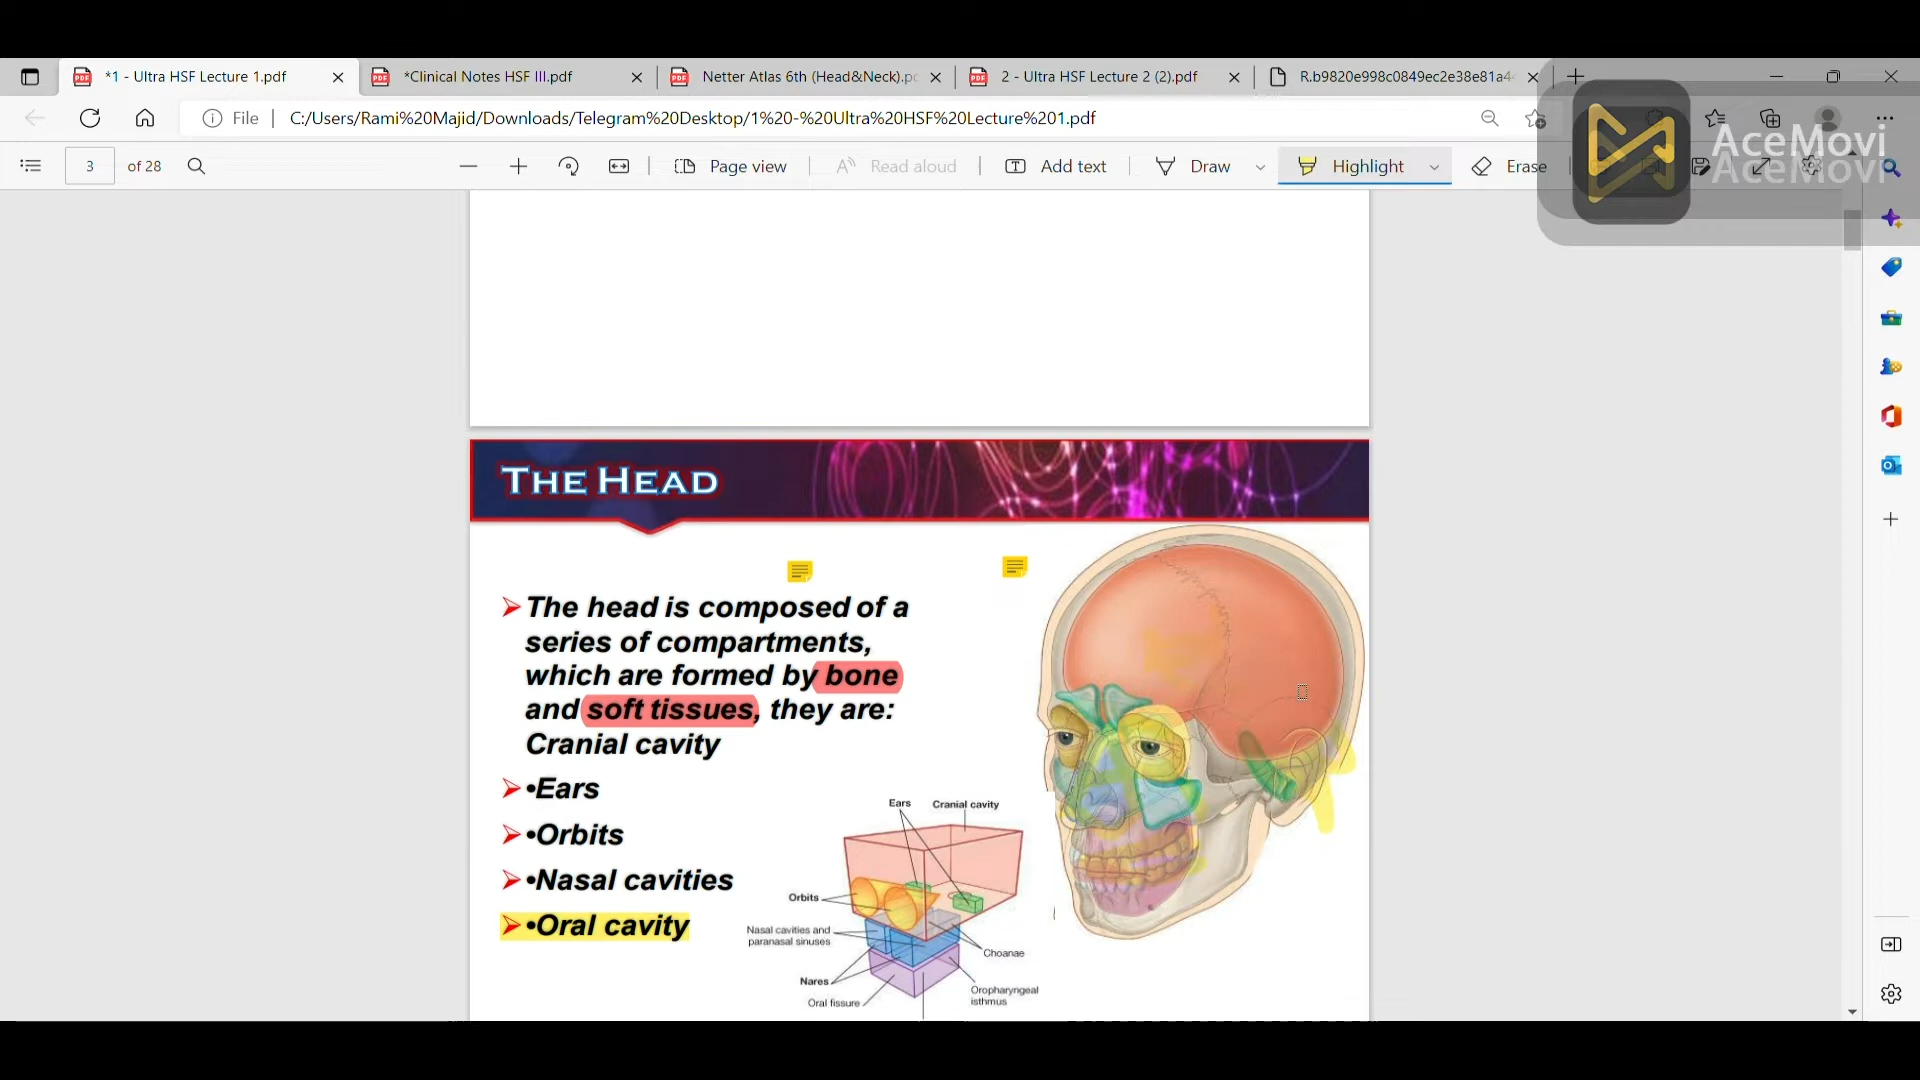 *1 - Ultra HSF Lecture 1.pdf
*Clinical Notes HSF III.pdf
Netter Atlas 6th (Head&Neck).pd
2 - Ultra HSF Lecture 2 (2).pdf
R.b9820e998c0849ec2e38e81a4
File
C:/Users/Rami%20Majid/Downloads/Telegram%20Desktop/1%20-%20Ultra%20HSF%20Lecture%201.pdf
AceMovi
AceMovi
3 of 28
Page view
Read aloud
Add text
Draw
Highlight
Erase
THE HEAD
The head is composed of a
series of compartments,
which are formed by bone
and soft tissues, they are:
Cranial cavity
•Ears
•Orbits
•Nasal cavities
•Oral cavity
Ears
Cranial cavity
Orbits
Nasal cavities and
paranasal sinuses
Choanae
Nares
Oropharyngeal
isthmus
Oral fissure